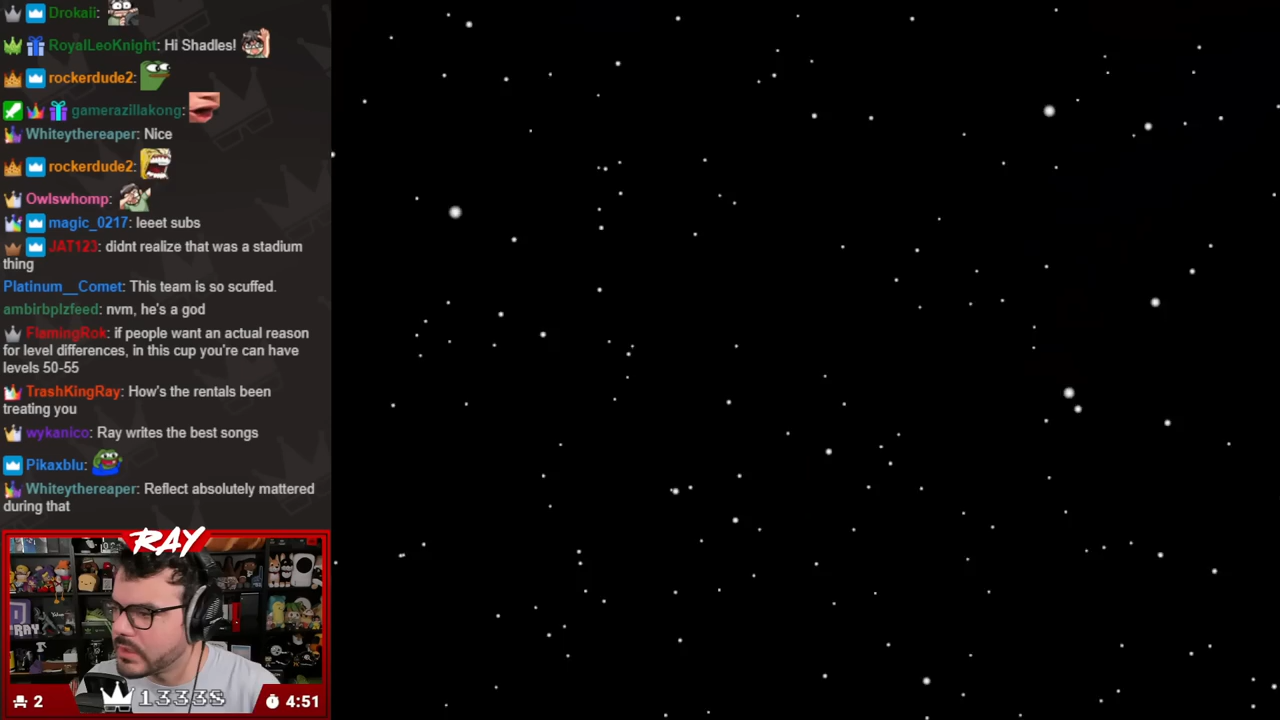 Drokaii:
RoyalLeoKnight: Hi Shadles!
rockerdude2:
gamerazillakong:
Whiteythereaper: Nice
rockerdude2:
Owlswhomp:
magic_0217: leeet subs
JAT123: didnt realize that was a stadium
thing
Platinum__Comet: This team is so scuffed.
ambirbplzfeed: nvm, he's a god
FlamingRok: if people want an actual reason
for level differences, in this cup you're can have
levels 50-55
TrashKingRay: How's the rentals been
treating you
wykanico: Ray writes the best songs
Pikaxblu:
Whiteythereaper: Reflect absolutely mattered
during that
RAY
2
13338
4:51